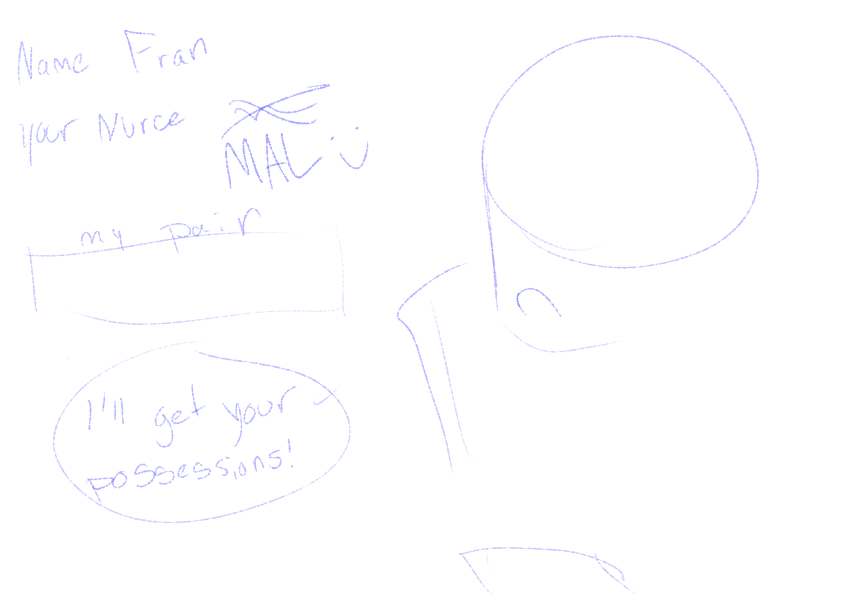 Name Fran
your Nurce
MAL :)
my pair
I'll get your
possessions!